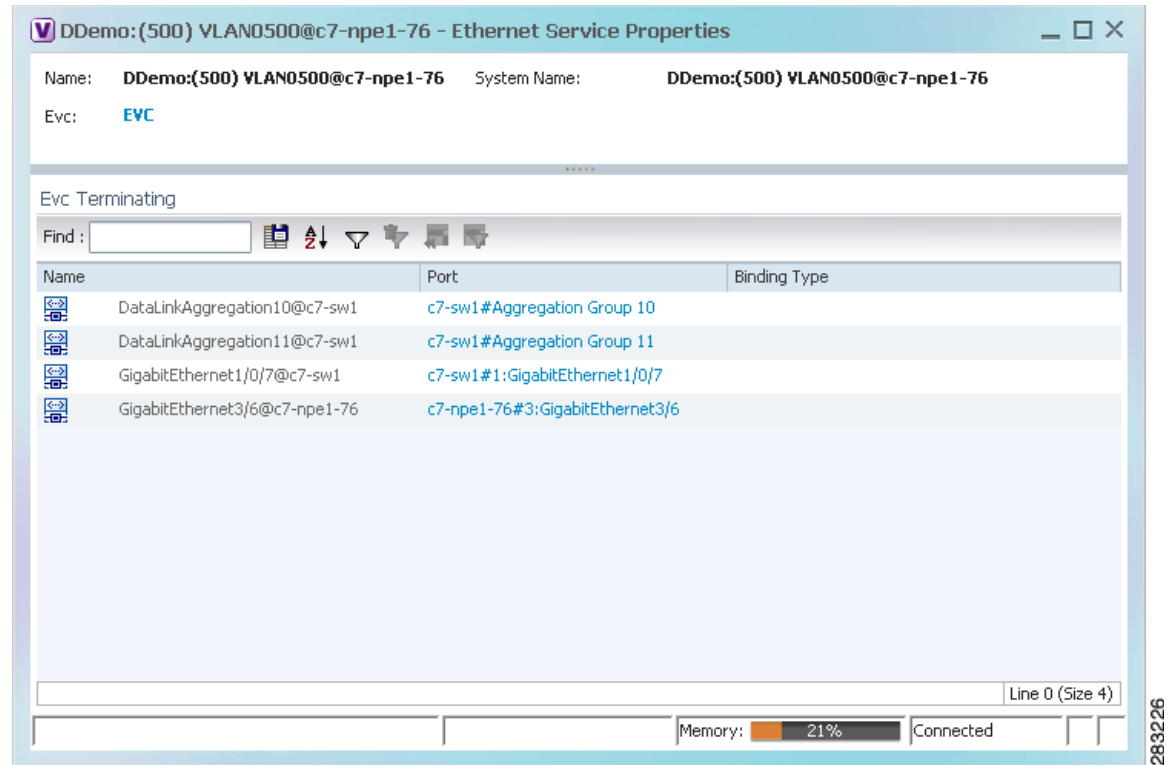 V DDemo:(500) VLAN0500@c7-npe1-76 - Ethernet Service Properties
Name: DDemo:(500) VLAN0500@c7-npe1-76 System Name: DDemo:(500) VLAN0500@c7-npe1-76
Evc: EVC
Evc Terminating
Find :
Name Port Binding Type
DataLinkAggregation10@c7-sw1 c7-sw1#Aggregation Group 10
DataLinkAggregation11@c7-sw1 c7-sw1#Aggregation Group 11
GigabitEthernet1/0/7@c7-sw1 c7-sw1#1:GigabitEthernet1/0/7
GigabitEthernet3/6@c7-npe1-76 c7-npe1-76#3:GigabitEthernet3/6
Line 0 (Size 4)
Memory: 21% Connected
283226